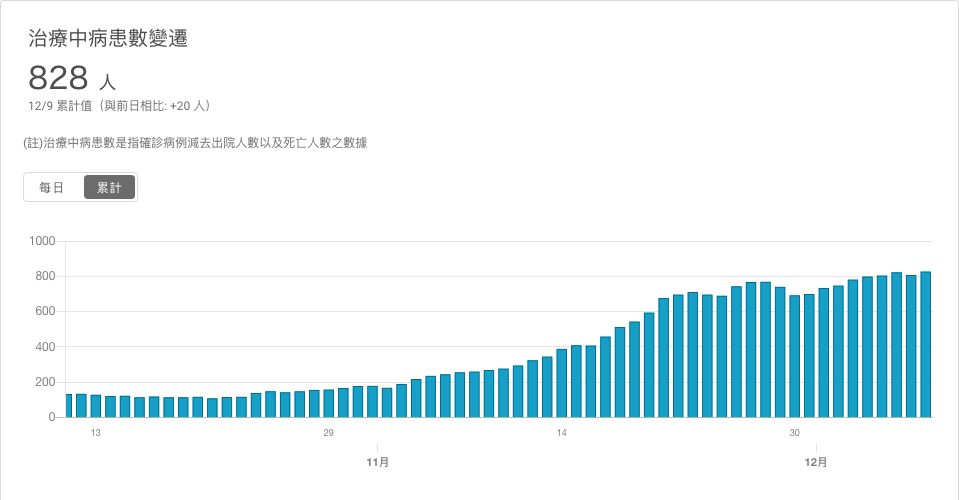 治療中病患數變遷
828 人
12/9 累計值（與前日相比: +20 人）
(註)治療中病患數是指確診病例減去出院人數以及死亡人數之數據
每日 累計
1000
800
600
400
200
0
13 29 14 30
11月 12月